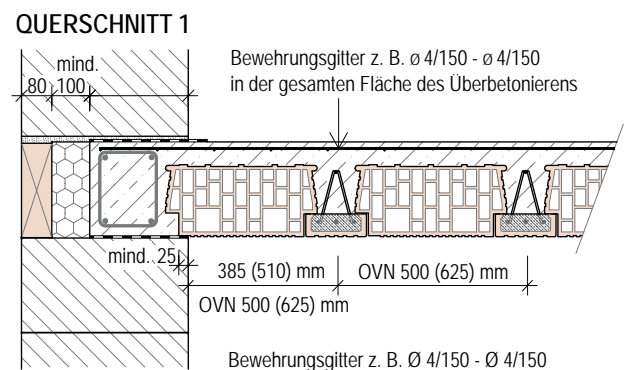 QUERSCHNITT 1
mind.
80 100
Bewehrungsgitter z. B. ø 4/150 - ø 4/150
in der gesamten Fläche des Überbetonierens
mind. 25
385 (510) mm
OVN 500 (625) mm
OVN 500 (625) mm
Bewehrungsgitter z. B. Ø 4/150 - Ø 4/150